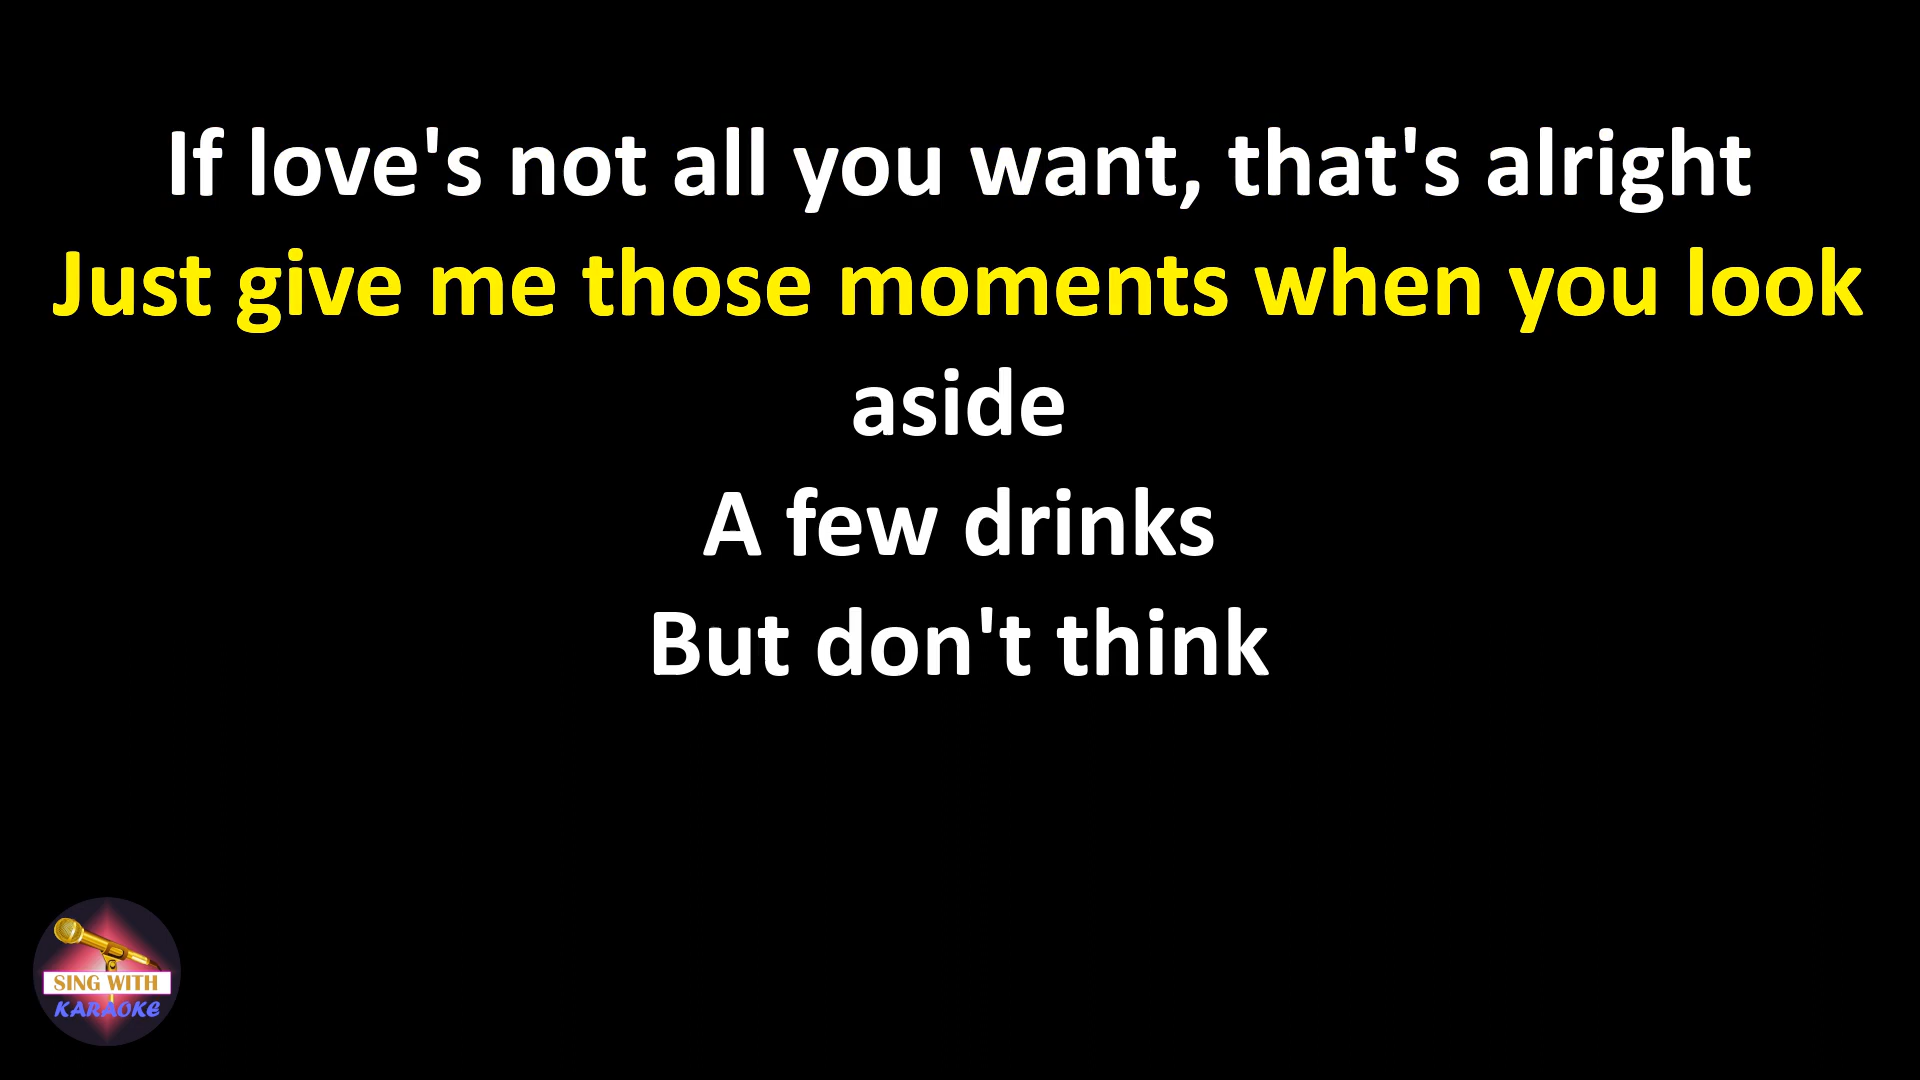 If love's not all you want, that's alright
Just give me those moments when you look
aside
A few drinks
But don't think
SING WITH
KARAOKE